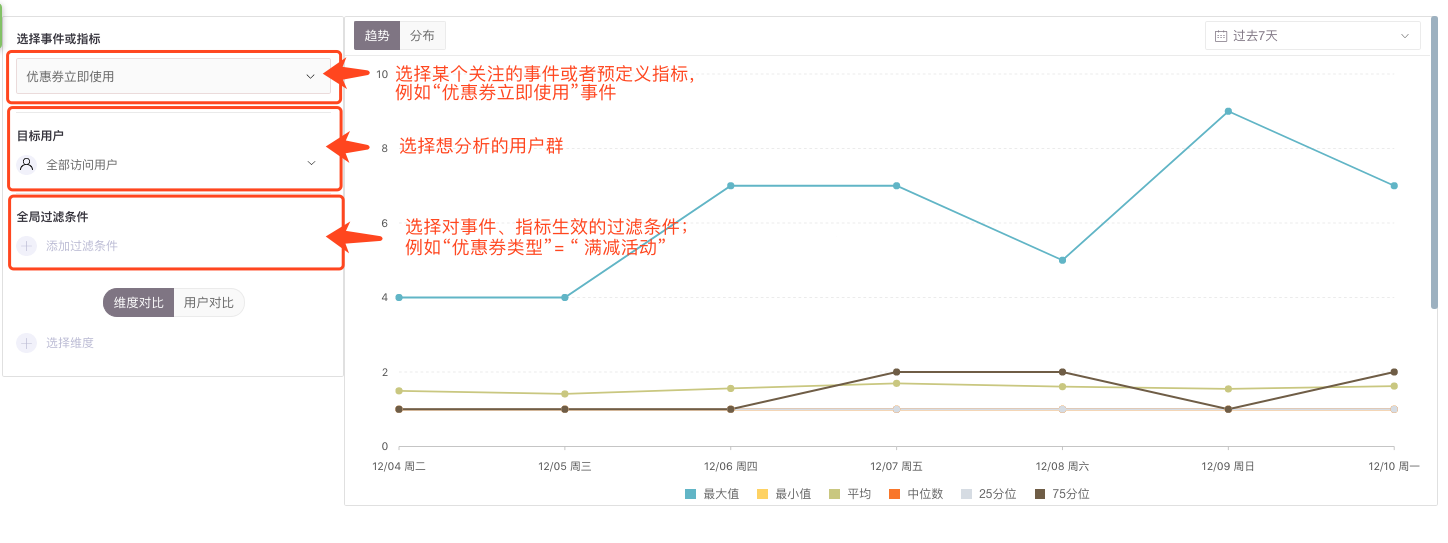 选择事件或指标
优惠券立即使用
目标用户
全部访问用户
全局过滤条件
添加过滤条件
维度对比
用户对比
选择维度
趋势
分布
过去7天
选择某个关注的事件或者预定义指标，
例如“优惠券立即使用”事件
选择想分析的用户群
选择对事件、指标生效的过滤条件；
例如“优惠券类型”= “ 满减活动”
10
8
6
4
2
0
12/04 周二
12/05 周三
12/06 周四
12/07 周五
12/08 周六
12/09 周日
12/10 周一
最大值
最小值
平均
中位数
25分位
75分位